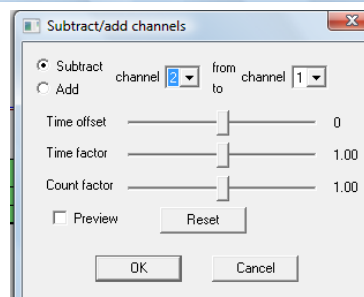 Subtract/add channels
Subtract channel 2 from channel 1
Add to
Time offset 0
Time factor 1.00
Count factor 1.00
Preview Reset
OK Cancel